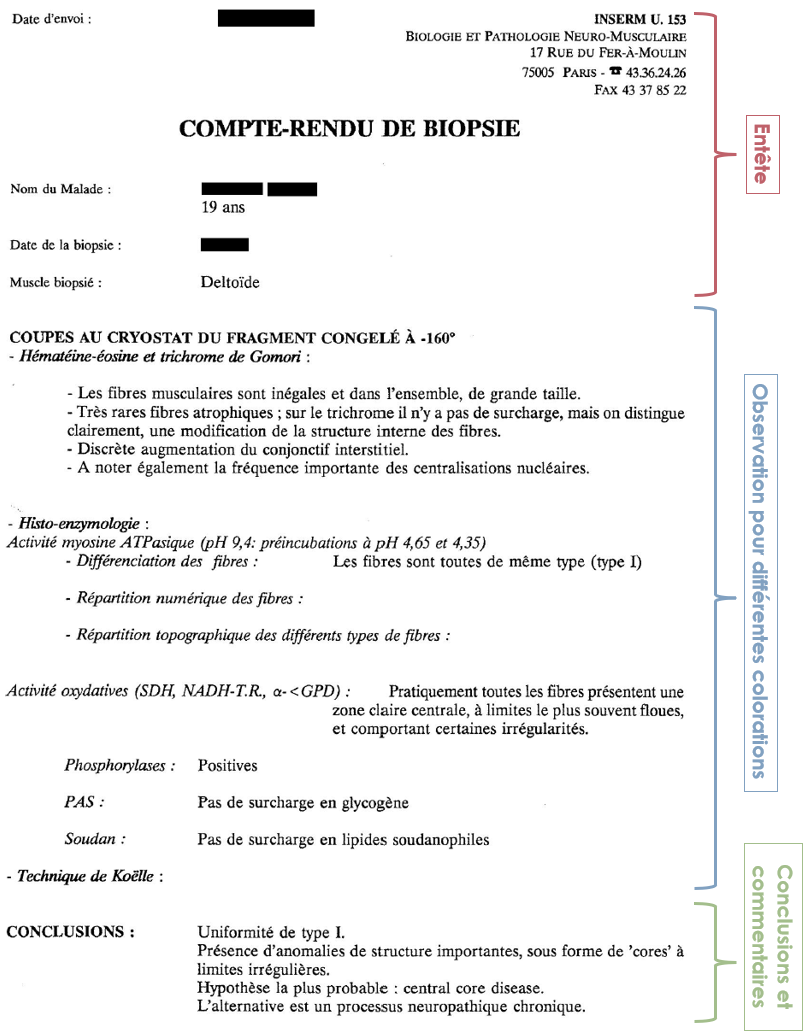 Date d'envoi :
INSERM U. 153
BIOLOGIE ET PATHOLOGIE NEURO-MUSCULAIRE
17 RUE DU FER-À-MOULIN
75005 PARIS - ☎ 43.36.24.26
FAX 43 37 85 22
COMPTE-RENDU DE BIOPSIE
Nom du Malade :
19 ans
Date de la biopsie :
Muscle biopsié : Deltoïde
Entête
COUPES AU CRYOSTAT DU FRAGMENT CONGELÉ À -160°
- Hématéine-éosine et trichrome de Gomori :
- Les fibres musculaires sont inégales et dans l'ensemble, de grande taille.
- Très rares fibres atrophiques ; sur le trichrome il n'y a pas de surcharge, mais on distingue
clairement, une modification de la structure interne des fibres.
- Discrète augmentation du conjonctif interstitiel.
- A noter également la fréquence importante des centralisations nucléaires.
- Histo-enzymologie :
Activité myosine ATPasique (pH 9,4: préincubations à pH 4,65 et 4,35)
- Différenciation des fibres : Les fibres sont toutes de même type (type I)
- Répartition numérique des fibres :
- Répartition topographique des différents types de fibres :
Activité oxydatives (SDH, NADH-T.R., α-<GPD) : Pratiquement toutes les fibres présentent une
zone claire centrale, à limites le plus souvent floues,
et comportant certaines irrégularités.
Phosphorylases : Positives
PAS : Pas de surcharge en glycogène
Soudan : Pas de surcharge en lipides soudanophiles
- Technique de Koëlle :
Observation pour différentes colorations
CONCLUSIONS : Uniformité de type I.
Présence d'anomalies de structure importantes, sous forme de 'cores' à
limites irrégulières.
Hypothèse la plus probable : central core disease.
L'alternative est un processus neuropathique chronique.
Conclusions et
commentaires